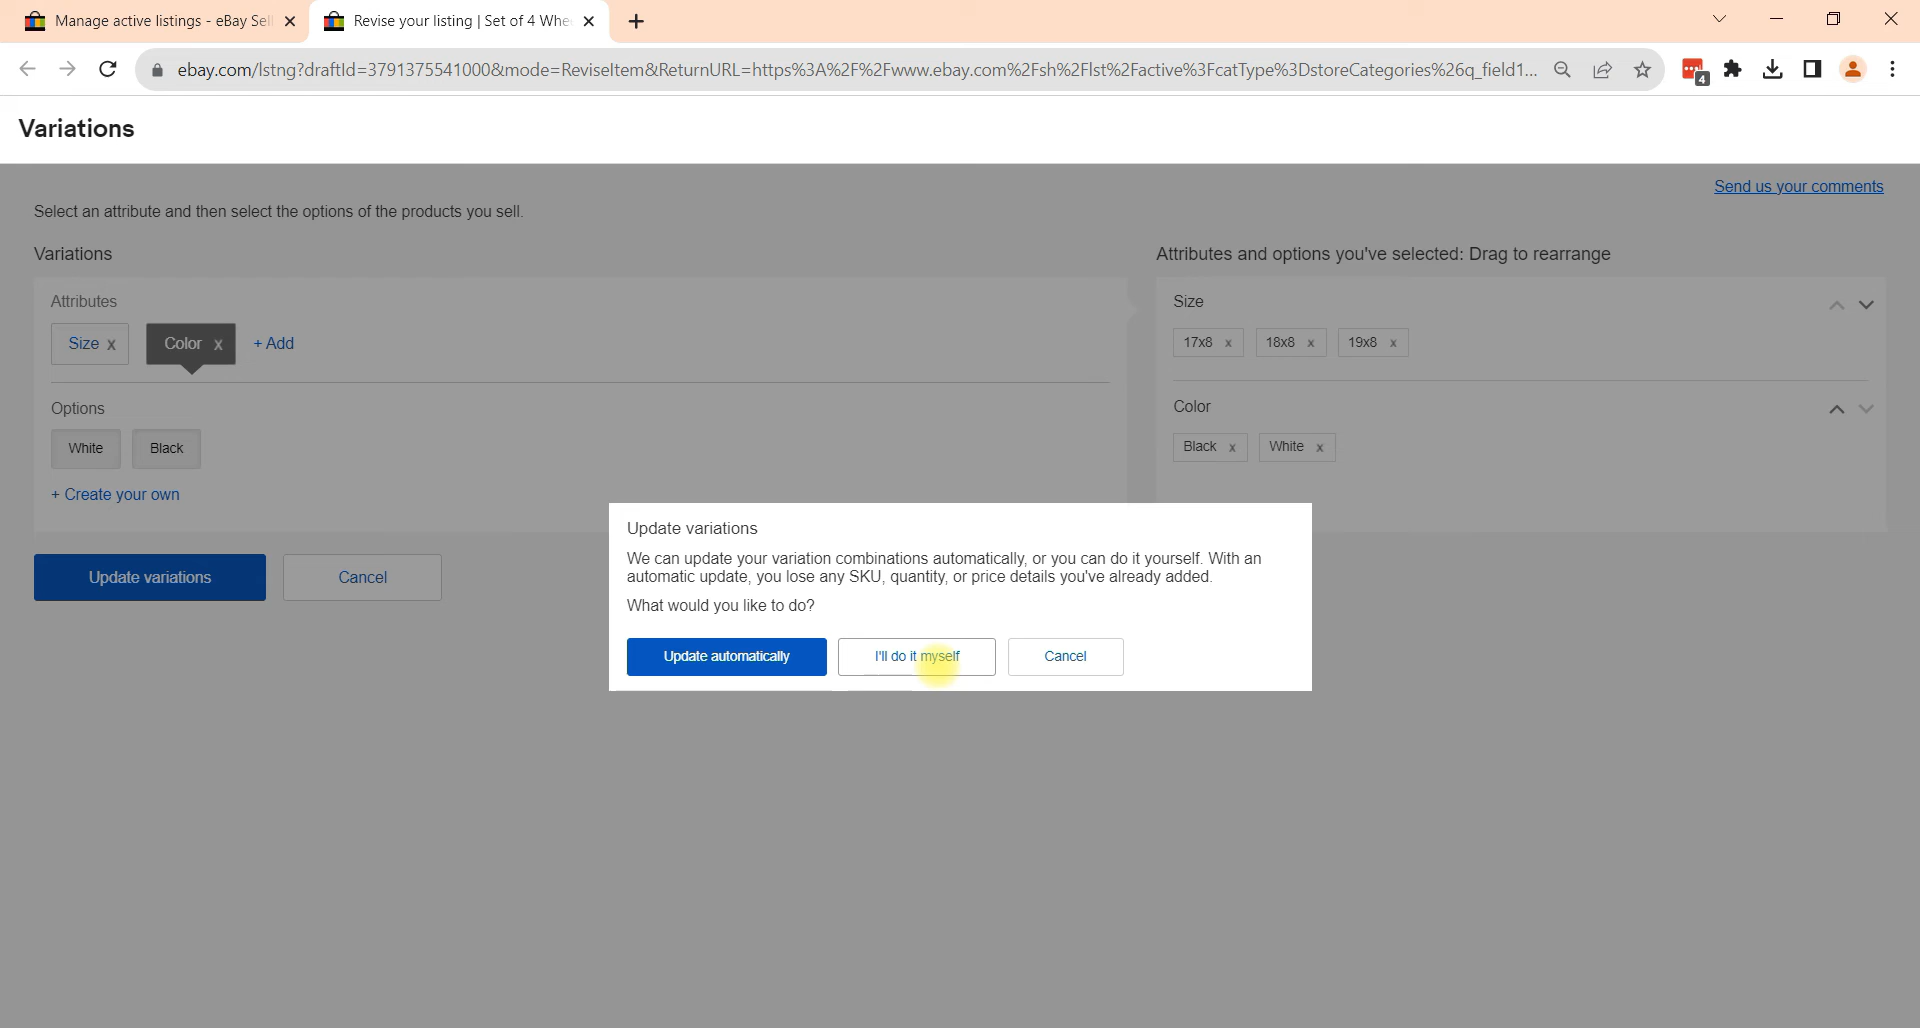 Manage active listings - eBay Sel
Revise your listing | Set of 4 Whe
ebay.com/lstng?draftId=3791375541000&mode=ReviseItem&ReturnURL=https%3A%2F%2Fwww.ebay.com%2Fsh%2Flst%2Factive%3FcatType%3DstoreCategories%26q_field1...
4
Variations
Send us your comments
Select an attribute and then select the options of the products you sell.
Variations
Attributes and options you've selected: Drag to rearrange
Attributes
Size x
Color x
+ Add
Size
17x8 x
18x8 x
19x8 x
Options
White
Black
+ Create your own
Color
Black x
White x
Update variations
Cancel
Update variations
We can update your variation combinations automatically, or you can do it yourself. With an
automatic update, you lose any SKU, quantity, or price details you've already added.
What would you like to do?
Update automatically
I'll do it myself
Cancel